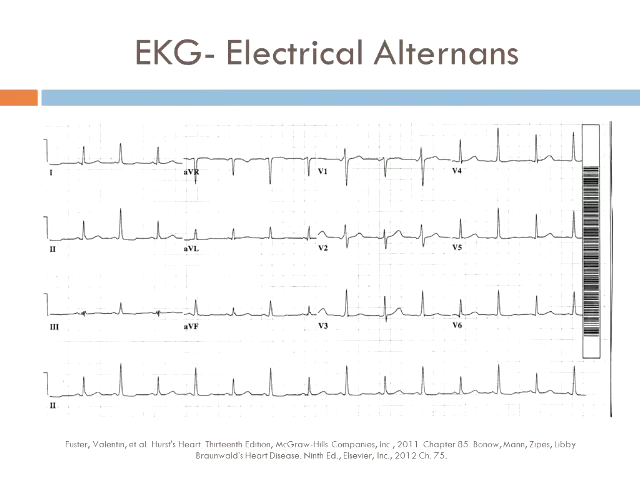 EKG- Electrical Alternans
I
aVR
V1
V4
II
aVL
V2
V5
III
aVF
V3
V6
II
Fuster, Valentin, et al. Hurst's Heart. Thirteenth Edition, McGraw-Hills Companies, Inc., 2011. Chapter 85. Bonow, Mann, Zipes, Libby.
Braunwald's Heart Disease. Ninth Ed., Elsevier, Inc., 2012 Ch. 75.